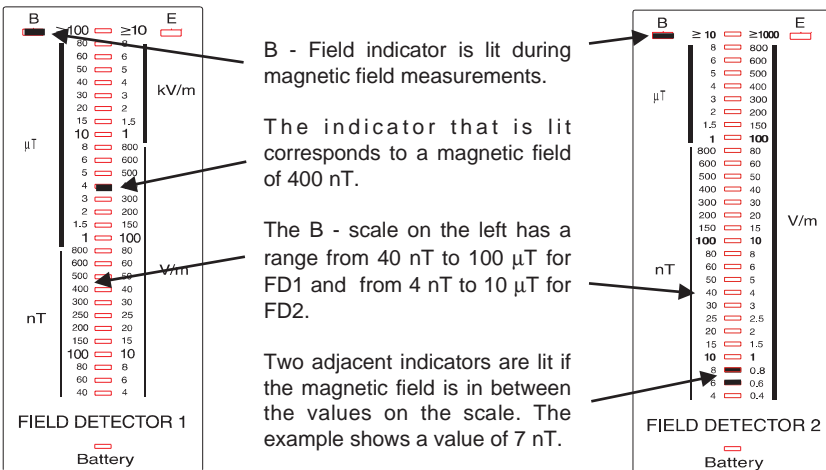 B ≥100 ≥10 E
80 8
60 6
50 5
40 4
kV/m
30 3
20 2
15 1.5
10 1
μT
8 800
6 600
5 500
4
3 300
2 200
1.5 150
1 100
800 80
600 60
V/m
500 50
400 40
300 30
nT
250 25
200 20
150 15
100 10
80 8
60 6
40 4
FIELD DETECTOR 1
Battery
B - Field indicator is lit during
magnetic field measurements.
The indicator that is lit
corresponds to a magnetic field
of 400 nT.
The B - scale on the left has a
range from 40 nT to 100 μT for
FD1 and from 4 nT to 10 μT for
FD2.
Two adjacent indicators are lit if
the magnetic field is in between
the values on the scale. The
example shows a value of 7 nT.
B ≥ 10 ≥1000 E
8 800
6 600
5 500
4 400
μT
3 300
2 200
1.5 150
1 100
800 80
600 60
500 50
400 40
300 30
V/m
200 20
150 15
100 10
80 8
nT
60 6
50 5
40 4
30 3
25 2.5
20 2
15 1.5
10 1
8 0.8
6 0.6
4 0.4
FIELD DETECTOR 2
Battery